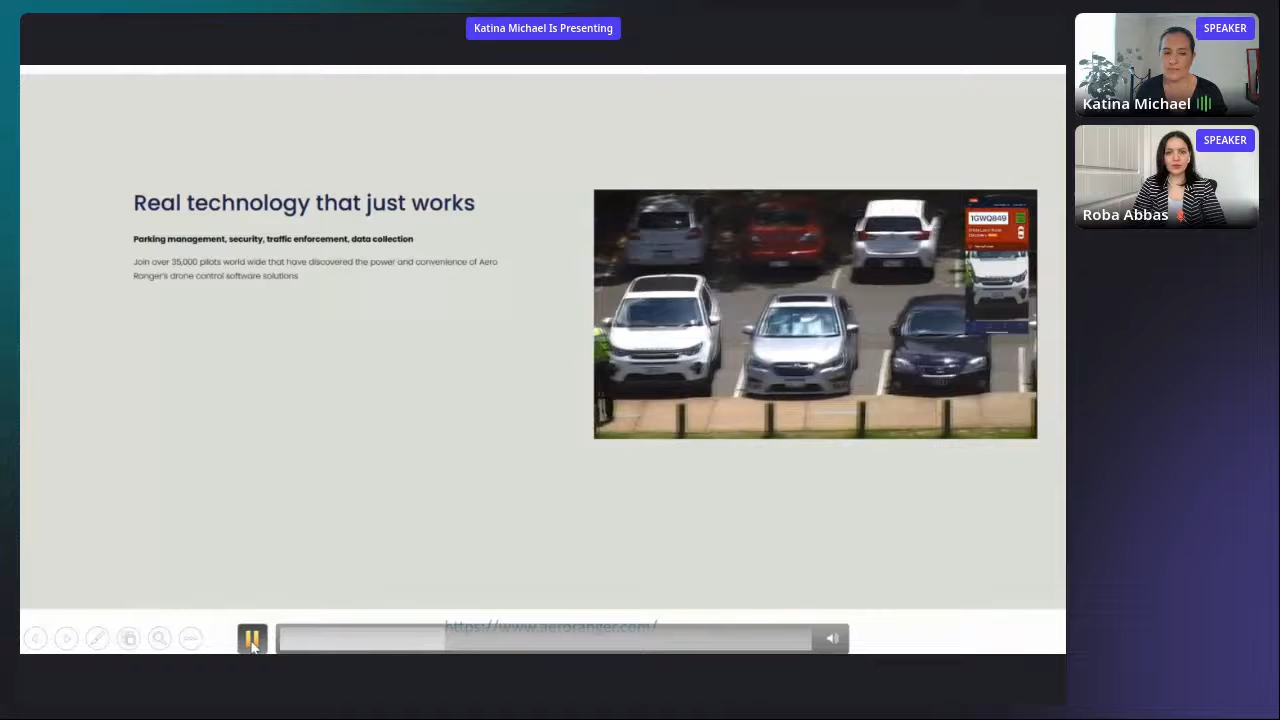 Katina Michael Is Presenting
SPEAKER
Katina Michael
SPEAKER
Roba Abbas
Real technology that just works
Parking management, security, traffic enforcement, data collection
Join over 35,000 pilots world wide that have discovered the power and convenience of Aero
Ranger's drone control software solutions
1GWQ849
https://www.aeroranger.com/